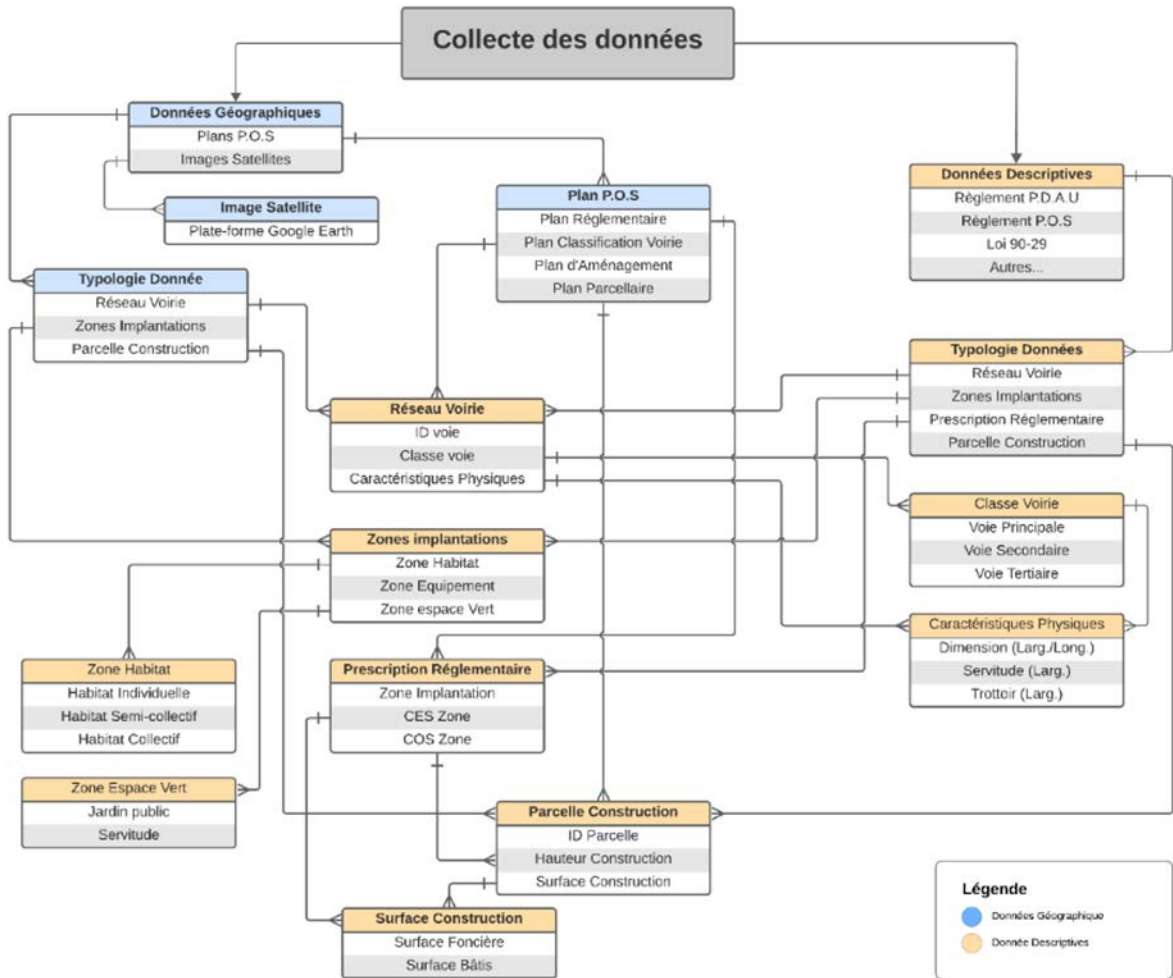 Collecte des données
Données Géographiques
Plans P.O.S
Images Satellites
Image Satellite
Plate-forme Google Earth
Typologie Donnée
Réseau Voirie
Zones Implantations
Parcelle Construction
Plan P.O.S
Plan Réglementaire
Plan Classification Voirie
Plan d'Aménagement
Plan Parcellaire
Données Descriptives
Règlement P.D.A.U
Règlement P.O.S
Loi 90-29
Autres...
Typologie Données
Réseau Voirie
Zones Implantations
Prescription Réglementaire
Parcelle Construction
Réseau Voirie
ID voie
Classe voie
Caractéristiques Physiques
Classe Voirie
Voie Principale
Voie Secondaire
Voie Tertiaire
Zones implantations
Zone Habitat
Zone Equipement
Zone espace Vert
Caractéristiques Physiques
Dimension (Larg./Long.)
Servitude (Larg.)
Trottoir (Larg.)
Zone Habitat
Habitat Individuelle
Habitat Semi-collectif
Habitat Collectif
Prescription Réglementaire
Zone Implantation
CES Zone
COS Zone
Zone Espace Vert
Jardin public
Servitude
Parcelle Construction
ID Parcelle
Hauteur Construction
Surface Construction
Surface Construction
Surface Foncière
Surface Bâtis
Légende
Données Géographique
Donnée Descriptives